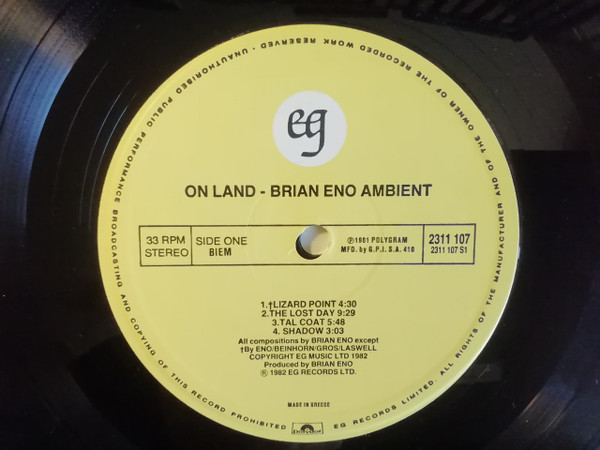 UNAUTHORISED PUBLIC PERFORMANCE BROADCASTING AND COPYING OF THIS RECORD PROHIBITED
EG RECORDS LIMITED. ALL RIGHTS OF THE MANUFACTURER AND OF THE OWNER OF THE RECORDED WORK RESERVED -
eg
ON LAND - BRIAN ENO AMBIENT
33 RPM
STEREO
SIDE ONE
BIEM
Ⓟ1981 POLYGRAM
MFG. by G.P.I. S.A. 410
2311 107
2311 107 S1
1.†LIZARD POINT 4:30
2.THE LOST DAY 9:29
3.TAL COAT 5:48
4. SHADOW 3:03
All compositions by BRIAN ENO except
†By ENO/BEINHORN/GROS/LASWELL
COPYRIGHT EG MUSIC LTD 1982
Produced by BRIAN ENO
® 1982 EG RECORDS LTD.
MADE IN GREECE
Polydor